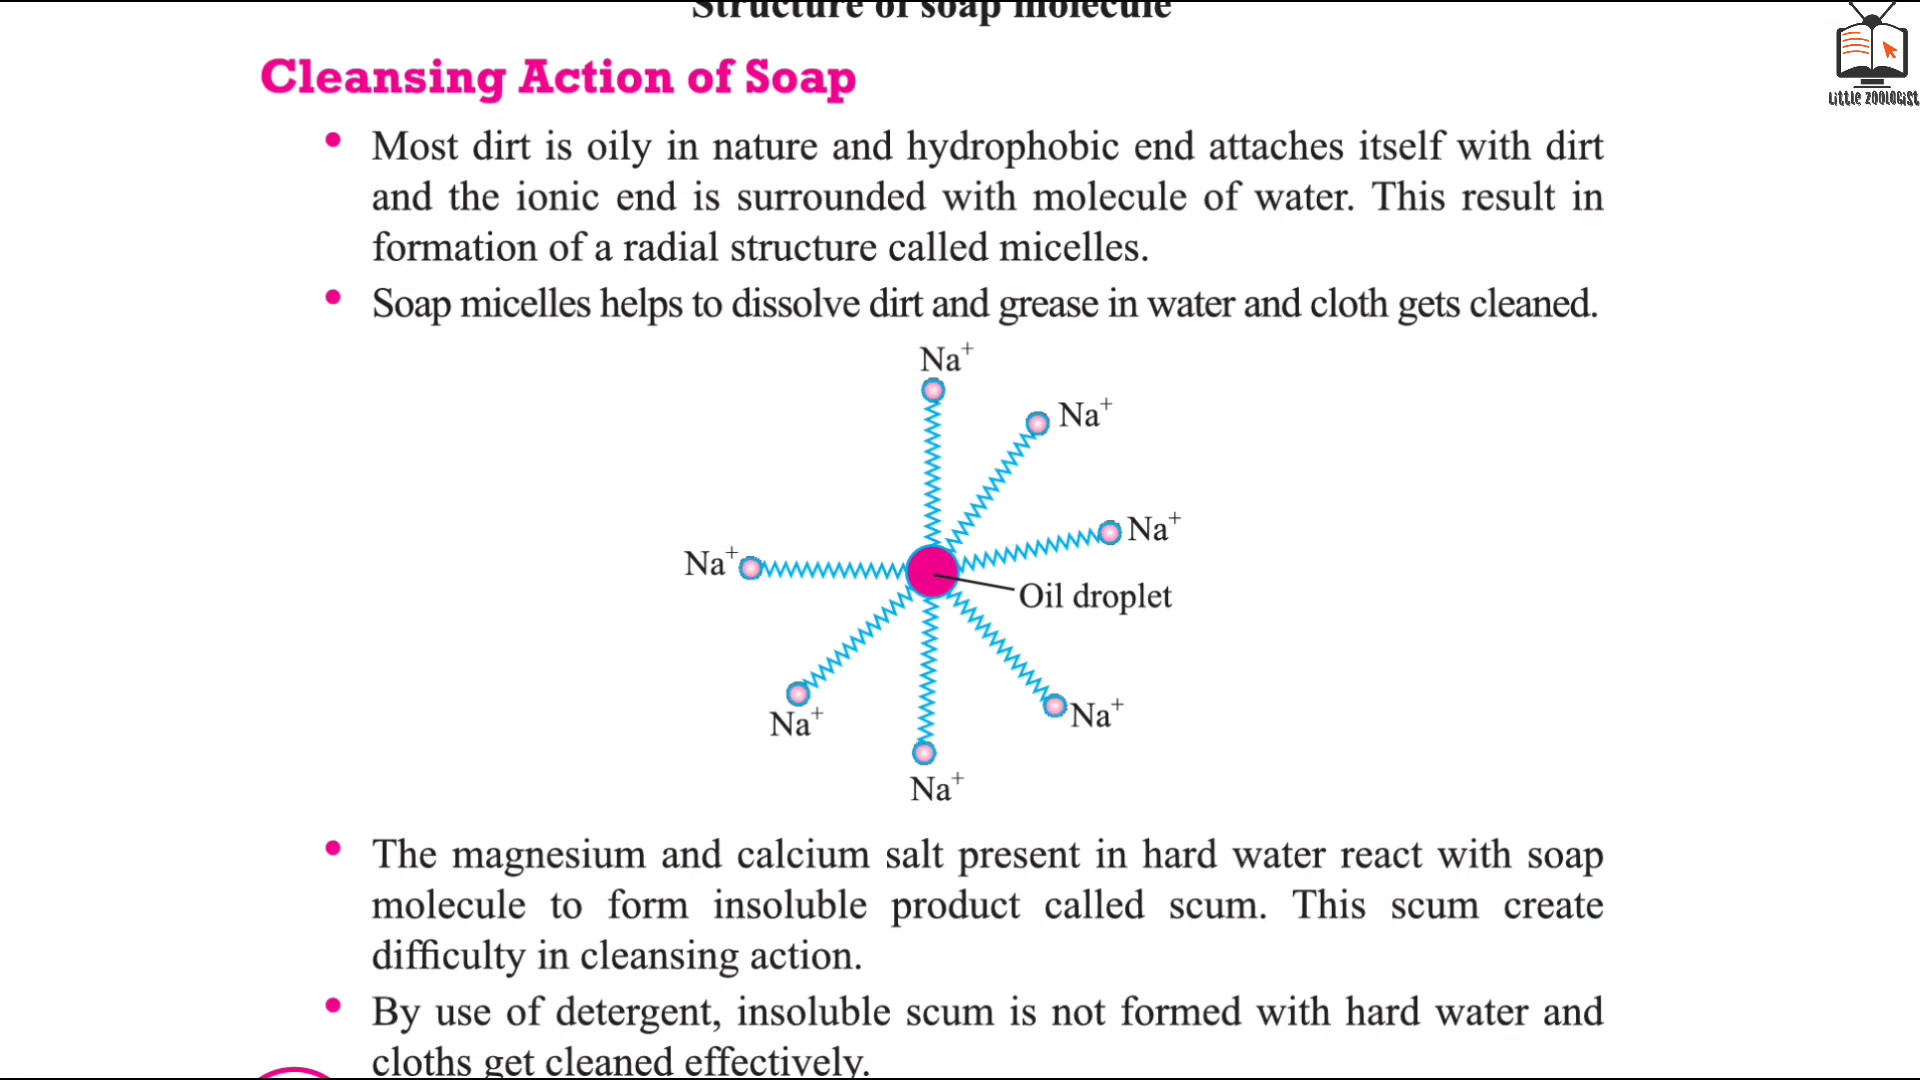 Structure of soap molecule
LittLE ZOOLOGIST
Cleansing Action of Soap
• Most dirt is oily in nature and hydrophobic end attaches itself with dirt
and the ionic end is surrounded with molecule of water. This result in
formation of a radial structure called micelles.
• Soap micelles helps to dissolve dirt and grease in water and cloth gets cleaned.
Na⁺
Na⁺
Na⁺
Na⁺
Oil droplet
Na⁺
Na⁺
Na⁺
• The magnesium and calcium salt present in hard water react with soap
molecule to form insoluble product called scum. This scum create
difficulty in cleansing action.
• By use of detergent, insoluble scum is not formed with hard water and
cloths get cleaned effectively.